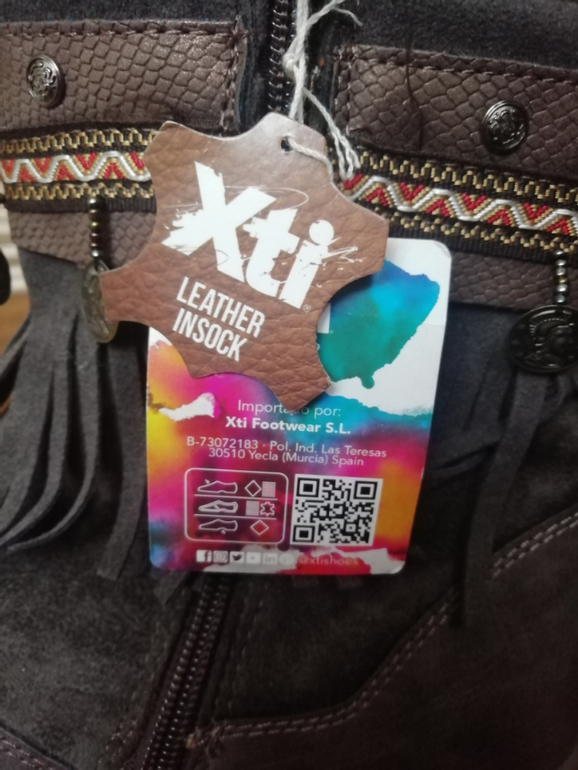 Xti
LEATHER
INSOCK
Importado por:
Xti Footwear S.L.
B-73072183 - Pol. Ind. Las Teresas
30510 Yecla (Murcia) Spain
@xtishoes